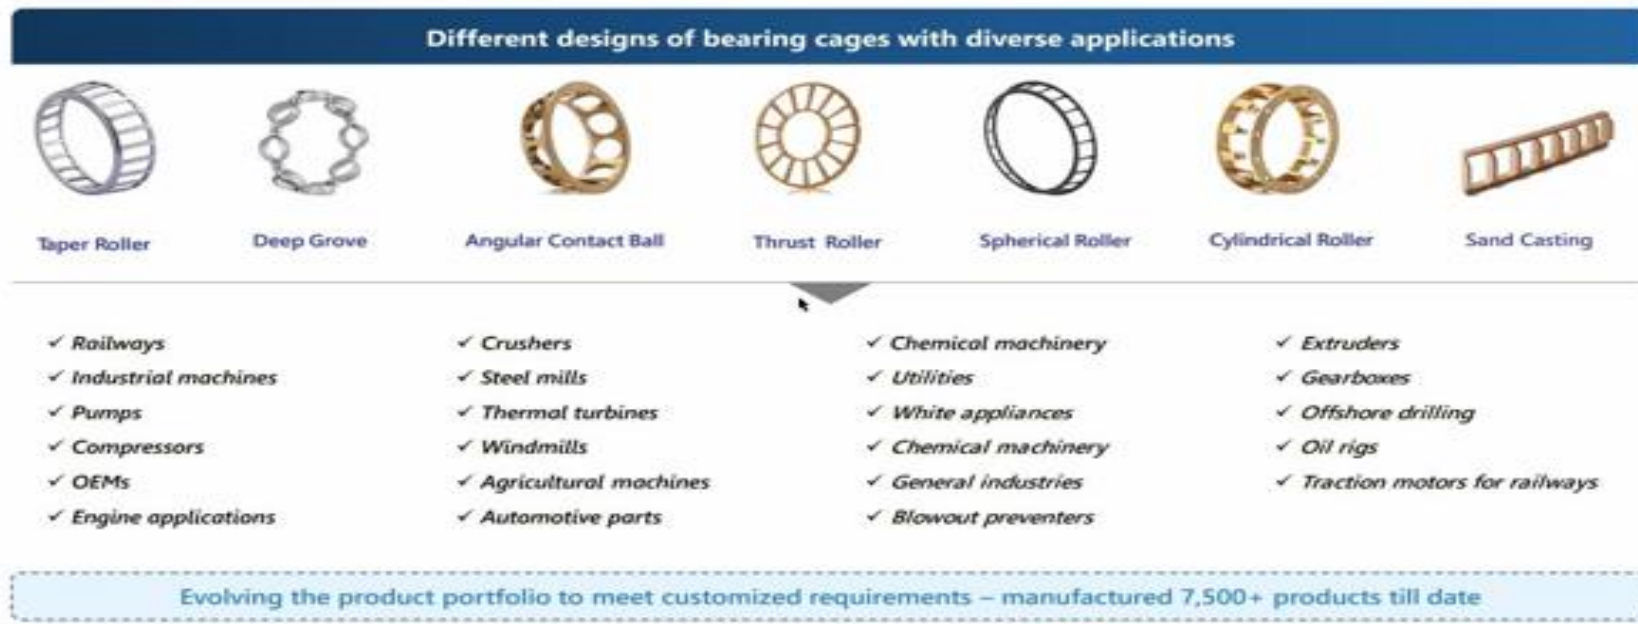 Different designs of bearing cages with diverse applications
Taper Roller
Deep Grove
Angular Contact Ball
Thrust Roller
Spherical Roller
Cylindrical Roller
Sand Casting
✓ Railways
✓ Industrial machines
✓ Pumps
✓ Compressors
✓ OEMs
✓ Engine applications
✓ Crushers
✓ Steel mills
✓ Thermal turbines
✓ Windmills
✓ Agricultural machines
✓ Automotive parts
✓ Chemical machinery
✓ Utilities
✓ White appliances
✓ Chemical machinery
✓ General industries
✓ Blowout preventers
✓ Extruders
✓ Gearboxes
✓ Offshore drilling
✓ Oil rigs
✓ Traction motors for railways
Evolving the product portfolio to meet customized requirements – manufactured 7,500+ products till date